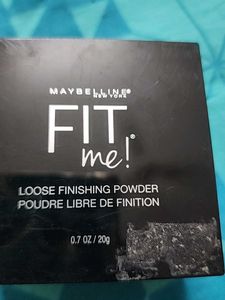 MAYBELLINE®
NEW YORK
FIT
me!®
LOOSE FINISHING POWDER
POUDRE LIBRE DE FINITION
0.7 OZ/20g